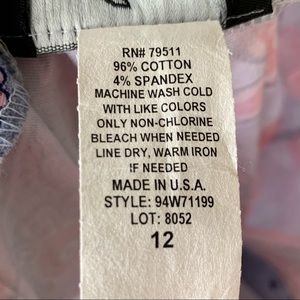 RN# 79511
96% COTTON
4% SPANDEX
MACHINE WASH COLD
WITH LIKE COLORS
ONLY NON-CHLORINE
BLEACH WHEN NEEDED
LINE DRY, WARM IRON
IF NEEDED
MADE IN U.S.A.
STYLE: 94W71199
LOT: 8052
12